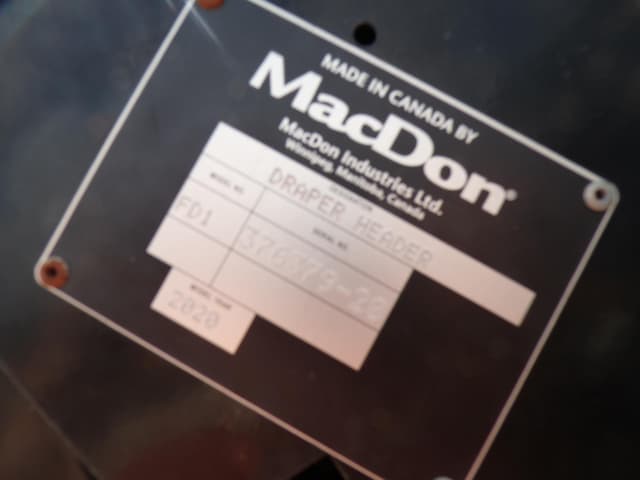 MADE IN CANADA BY
MacDon®
MacDon Industries Ltd.
Winnipeg, Manitoba, Canada
DESIGNATION
DRAPER HEADER
MODEL NO.
SERIAL NO.
FD1
MODEL YEAR
2020